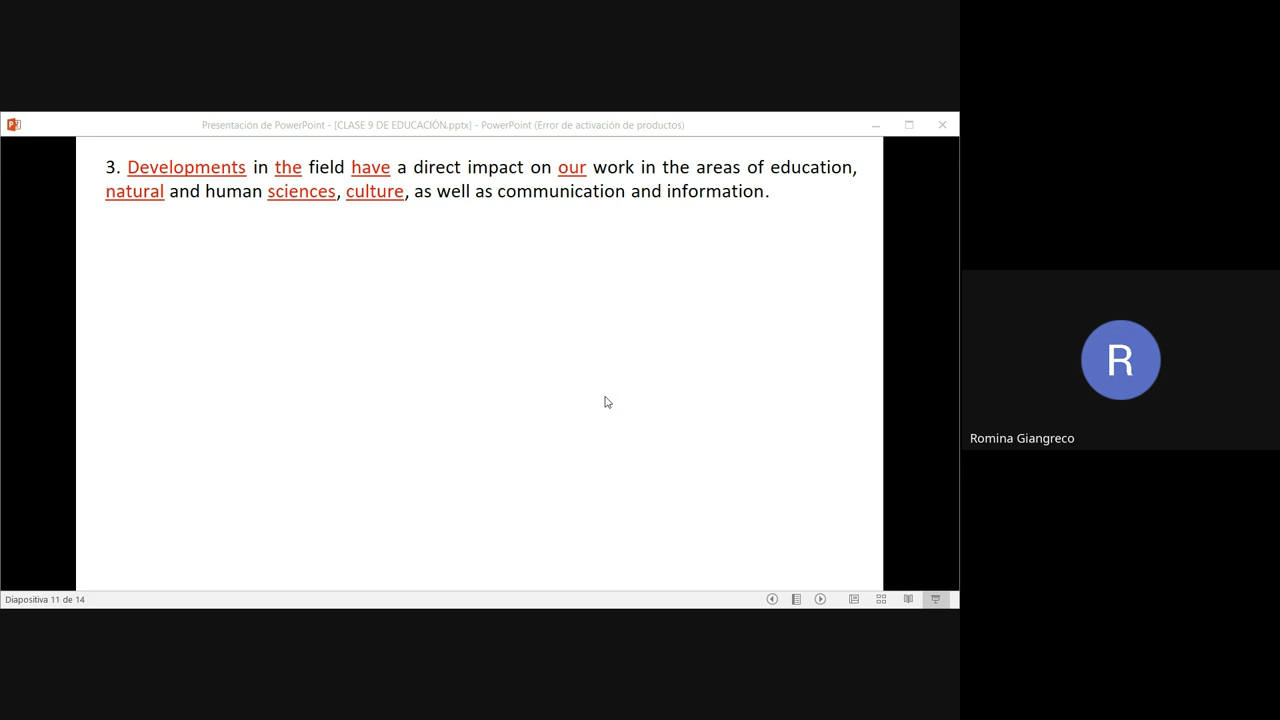 Presentación de PowerPoint - [CLASE 9 DE EDUCACIÓN.pptx] - PowerPoint (Error de activación de productos)
3. Developments in the field have a direct impact on our work in the areas of education,
natural and human sciences, culture, as well as communication and information.
R
Romina Giangreco
Diapositiva 11 de 14